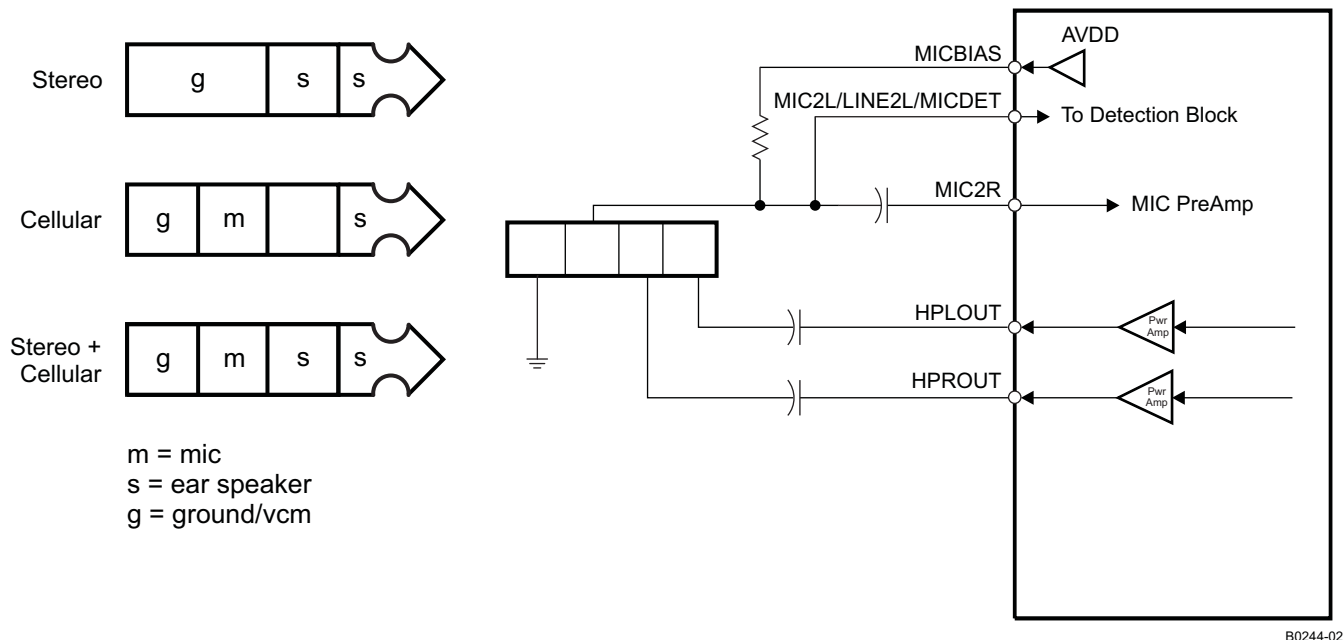 Stereo
g s s
Cellular
g m s
Stereo +
Cellular
g m s s
m = mic
s = ear speaker
g = ground/vcm
AVDD
MICBIAS
MIC2L/LINE2L/MICDET
To Detection Block
MIC2R
MIC PreAmp
HPLOUT
Pwr
Amp
HPROUT
Pwr
Amp
B0244-02